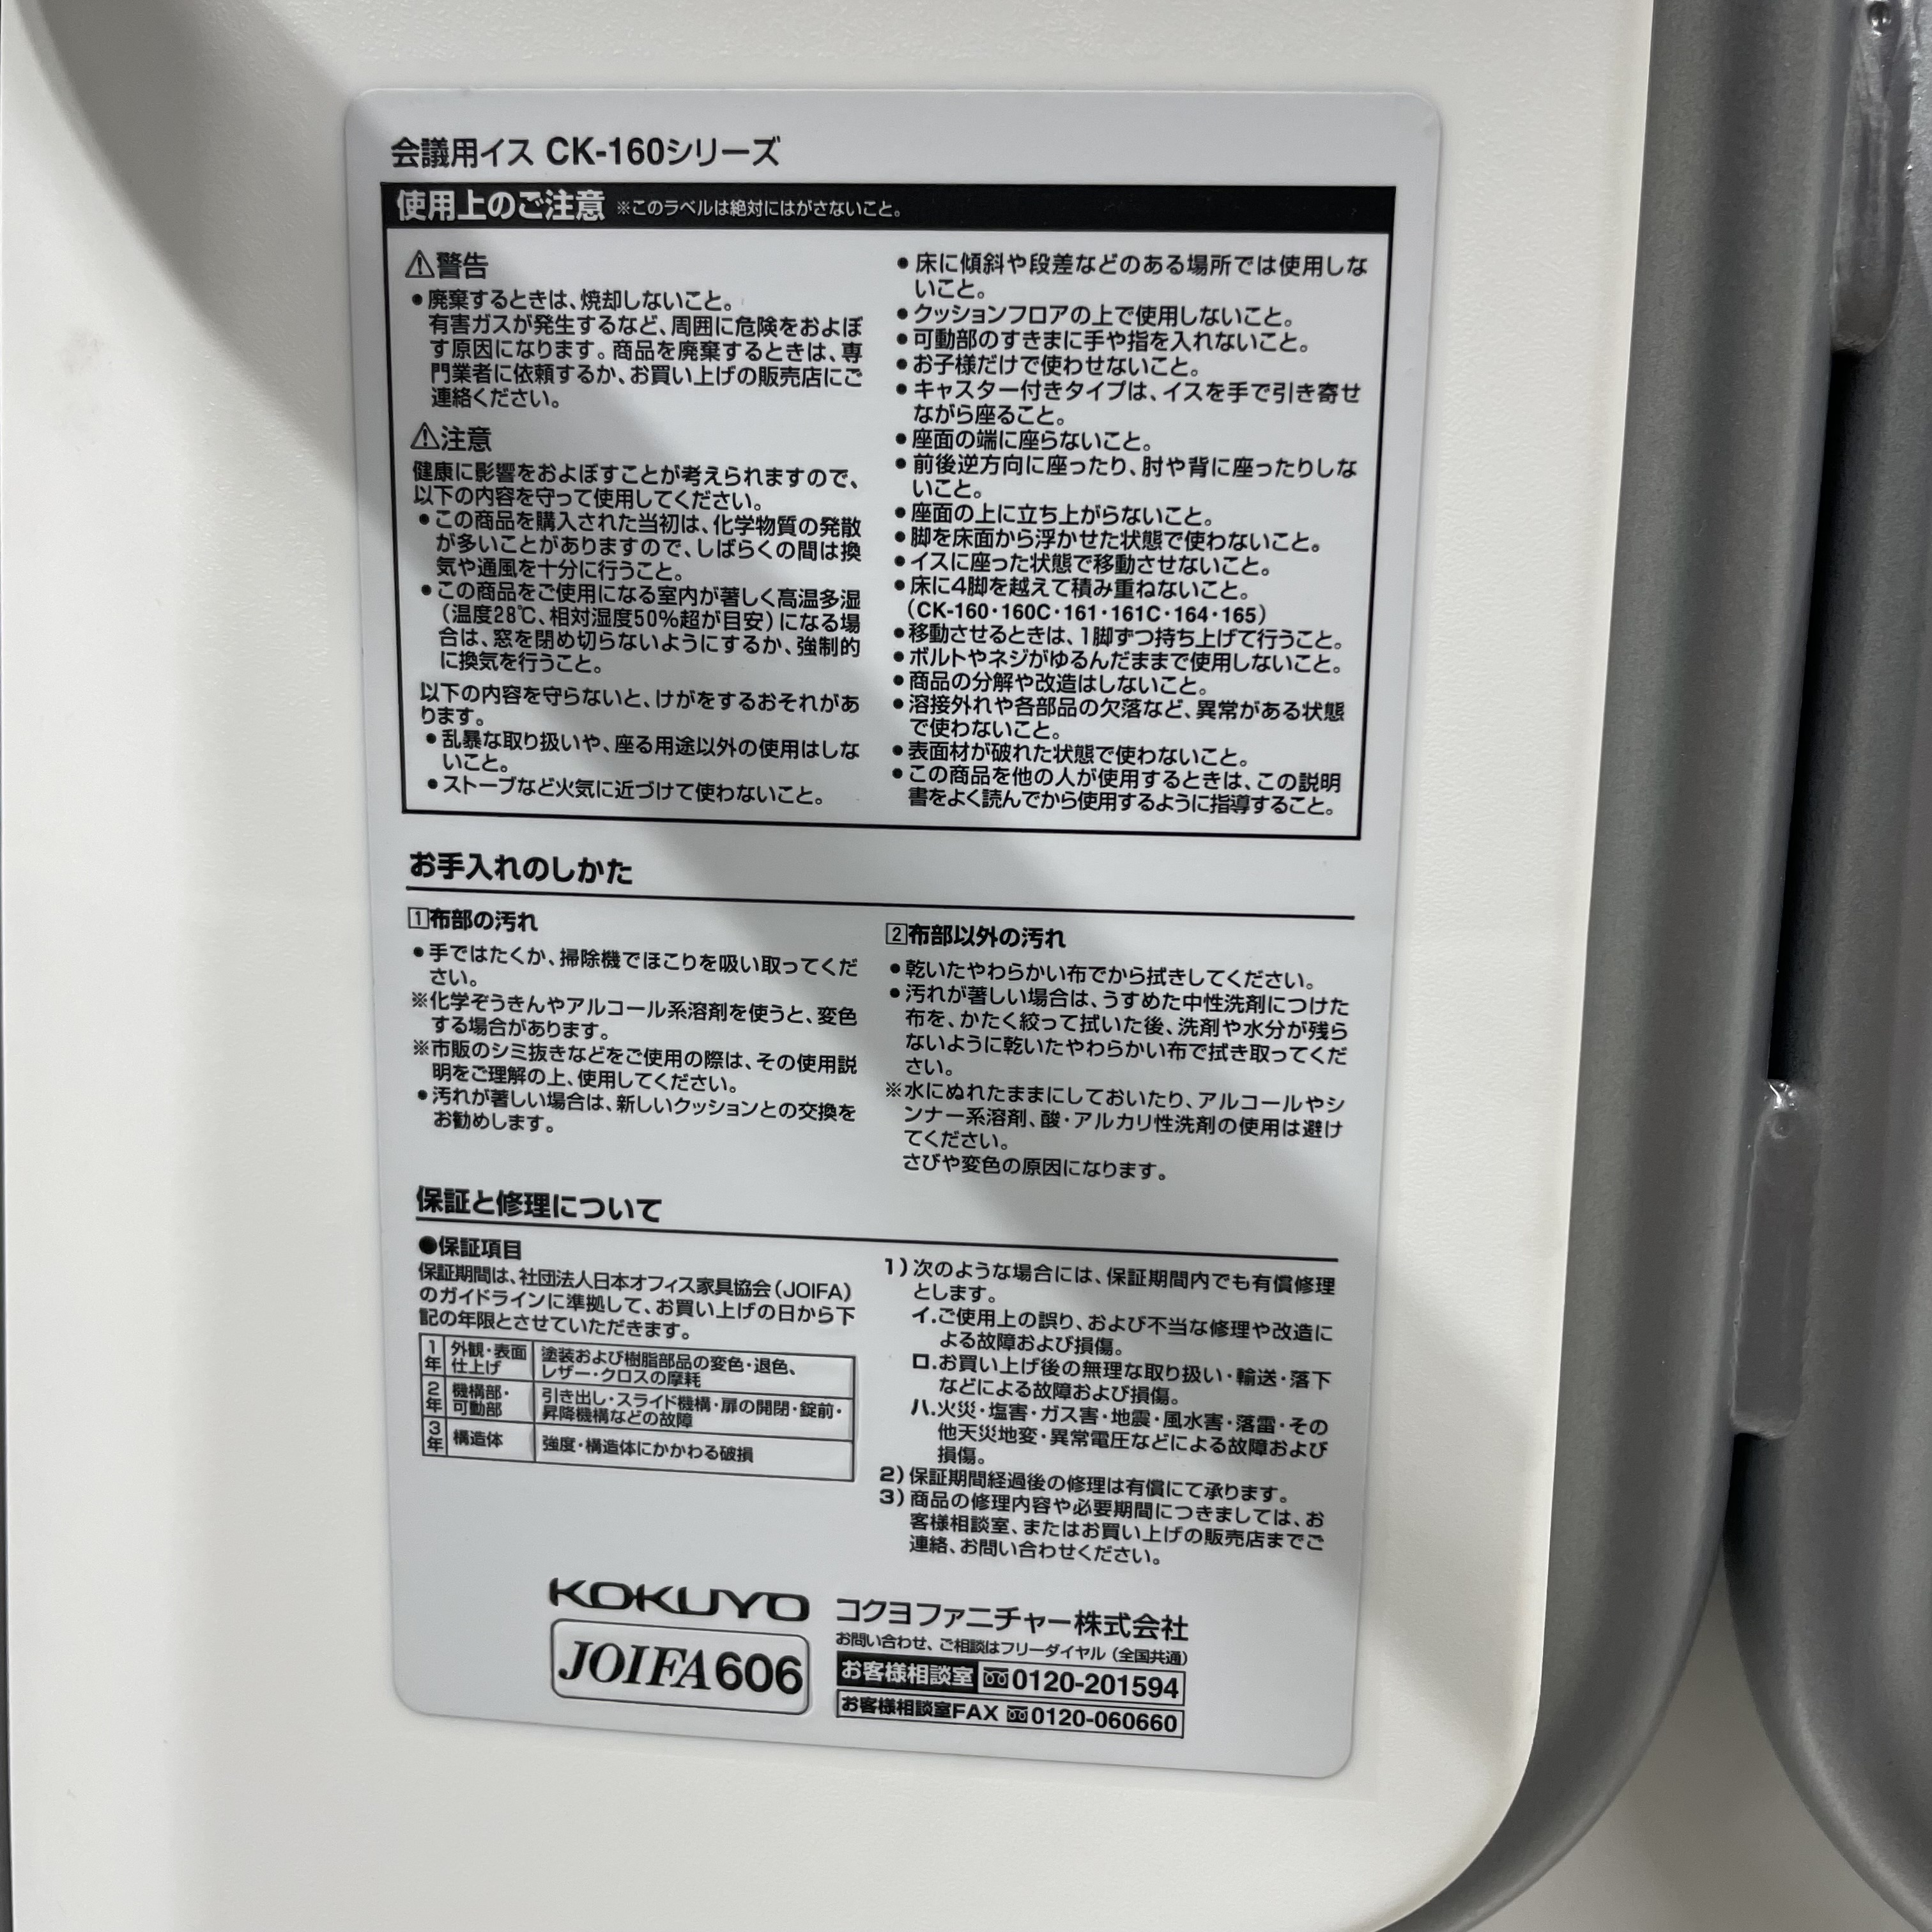 会議用イス CK-160シリーズ
使用上のご注意 ※このラベルは絶対にはがさないこと。
⚠警告
●廃棄するときは、焼却しないこと。
有害ガスが発生するなど、周囲に危険をおよぼ
す原因になります。商品を廃棄するときは、専
門業者に依頼するか、お買い上げの販売店にご
連絡ください。
⚠注意
健康に影響をおよぼすことが考えられますので、
以下の内容を守って使用してください。
●この商品を購入された当初は、化学物質の発散
が多いことがありますので、しばらくの間は換
気や通風を十分に行うこと。
●この商品をご使用になる室内が著しく高温多湿
(温度28℃、相対湿度50%超が目安)になる場
合は、窓を閉め切らないようにするか、強制的
に換気を行うこと。
以下の内容を守らないと、けがをするおそれがあ
ります。
●乱暴な取り扱いや、座る用途以外の使用はしな
いこと。
●ストーブなど火気に近づけて使わないこと。
●床に傾斜や段差などのある場所では使用しな
いこと。
●クッションフロアの上で使用しないこと。
●可動部のすきまに手や指を入れないこと。
●お子様だけで使わせないこと。
●キャスター付きタイプは、イスを手で引き寄せ
ながら座ること。
●座面の端に座らないこと。
●前後逆方向に座ったり、肘や背に座ったりしな
いこと。
●座面の上に立ち上がらないこと。
●脚を床面から浮かせた状態で使わないこと。
●イスに座った状態で移動させないこと。
●床に4脚を越えて積み重ねないこと。
(CK-160・160C・161・161C・164・165)
●移動させるときは、1脚ずつ持ち上げて行うこと。
●ボルトやネジがゆるんだままで使用しないこと。
●商品の分解や改造はしないこと。
●溶接外れや各部品の欠落など、異常がある状態
で使わないこと。
●表面材が破れた状態で使わないこと。
●この商品を他の人が使用するときは、この説明
書をよく読んでから使用するように指導すること。
お手入れのしかた
1布部の汚れ
●手ではたくか、掃除機でほこりを吸い取ってくだ
さい。
※化学ぞうきんやアルコール系溶剤を使うと、変色
する場合があります。
※市販のシミ抜きなどをご使用の際は、その使用説
明をご理解の上、使用してください。
●汚れが著しい場合は、新しいクッションとの交換を
お勧めします。
2布部以外の汚れ
●乾いたやわらかい布でから拭きしてください。
●汚れが著しい場合は、うすめた中性洗剤につけた
布を、かたく絞って拭いた後、洗剤や水分が残ら
ないように乾いたやわらかい布で拭き取ってくだ
さい。
※水にぬれたままにしておいたり、アルコールやシ
ンナー系溶剤、酸・アルカリ性洗剤の使用は避け
てください。
さびや変色の原因になります。
保証と修理について
●保証項目
保証期間は、社団法人日本オフィス家具協会(JOIFA)
のガイドラインに準拠して、お買い上げの日から下
記の年限とさせていただきます。
1年 外観・表面仕上げ 塗装および樹脂部品の変色・退色、
レザー・クロスの摩耗
2年 機構部・可動部 引き出し・スライド機構・扉の開閉・錠前・
昇降機構などの故障
3年 構造体 強度・構造体にかかわる破損
1)次のような場合には、保証期間内でも有償修理
とします。
イ.ご使用上の誤り、および不当な修理や改造に
よる故障および損傷。
ロ.お買い上げ後の無理な取り扱い・輸送・落下
などによる故障および損傷。
ハ.火災・塩害・ガス害・地震・風水害・落雷・その
他天災地変・異常電圧などによる故障および
損傷。
2)保証期間経過後の修理は有償にて承ります。
3)商品の修理内容や必要期間につきましては、お
客様相談室、またはお買い上げの販売店までご
連絡、お問い合わせください。
KOKUYO
JOIFA606
コクヨファニチャー株式会社
お問い合わせ、ご相談はフリーダイヤル(全国共通)
お客様相談室 0120-201594
お客様相談室FAX 0120-060660